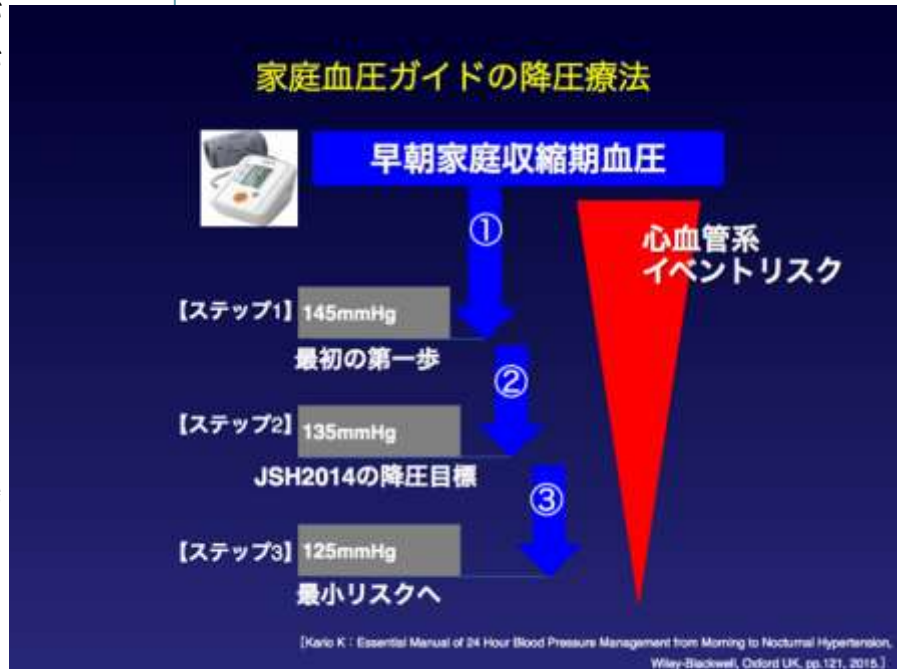 家庭血圧ガイドの降圧療法
早朝家庭収縮期血圧
①
心血管系
イベントリスク
【ステップ1】 145mmHg
最初の第一歩
②
【ステップ2】 135mmHg
JSH2014の降圧目標
③
【ステップ3】 125mmHg
最小リスクへ
[Kario K：Essential Manual of 24 Hour Blood Pressure Management from Morning to Nocturnal Hypertension,
Wiley-Blackwell, Oxford UK, pp.121, 2015.]